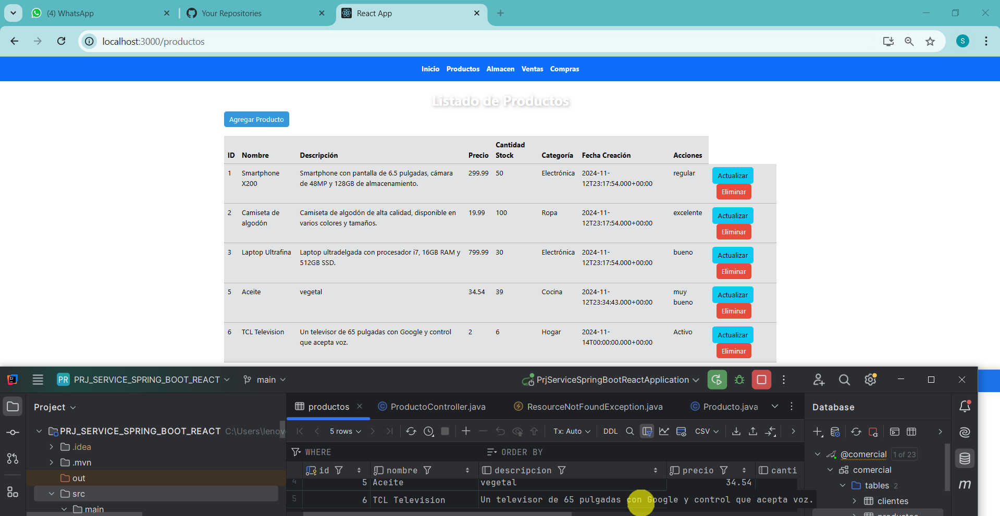 (4) WhatsApp
Your Repositories
React App
localhost:3000/productos
S
Inicio Productos Almacen Ventas Compras
Listado de Productos
Agregar Producto
ID Nombre Descripción Precio Cantidad Stock Categoría Fecha Creación Acciones
1 Smartphone X200 Smartphone con pantalla de 6.5 pulgadas, cámara de 48MP y 128GB de almacenamiento. 299.99 50 Electrónica 2024-11-12T23:17:54.000+00:00 regular Actualizar Eliminar
2 Camiseta de algodón Camiseta de algodón de alta calidad, disponible en varios colores y tamaños. 19.99 100 Ropa 2024-11-12T23:17:54.000+00:00 excelente Actualizar Eliminar
3 Laptop Ultrafina Laptop ultradelgada con procesador i7, 16GB RAM y 512GB SSD. 799.99 30 Electrónica 2024-11-12T23:17:54.000+00:00 bueno Actualizar Eliminar
5 Aceite vegetal 34.54 39 Cocina 2024-11-12T23:34:43.000+00:00 muy bueno Actualizar Eliminar
6 TCL Television Un televisor de 65 pulgadas con Google y control que acepta voz. 2 6 Hogar 2024-11-14T00:00:00.000+00:00 Activo Actualizar Eliminar
PR PRJ_SERVICE_SPRING_BOOT_REACT main PrjServiceSpringBootReactApplication
Project
productos ProductoController.java ResourceNotFoundException.java Producto.java
Database
PRJ_SERVICE_SPRING_BOOT_REACT C:\Users\lenov
.idea
.mvn
out
src
main
5 rows Tx: Auto DDL CSV
WHERE ORDER BY
id nombre descripcion precio canti
4 5 Aceite vegetal 34.54
5 6 TCL Television Un televisor de 65 pulgadas con Google y control que acepta voz.
@comercial 1 of 23
comercial
tables 2
clientes
productos
m